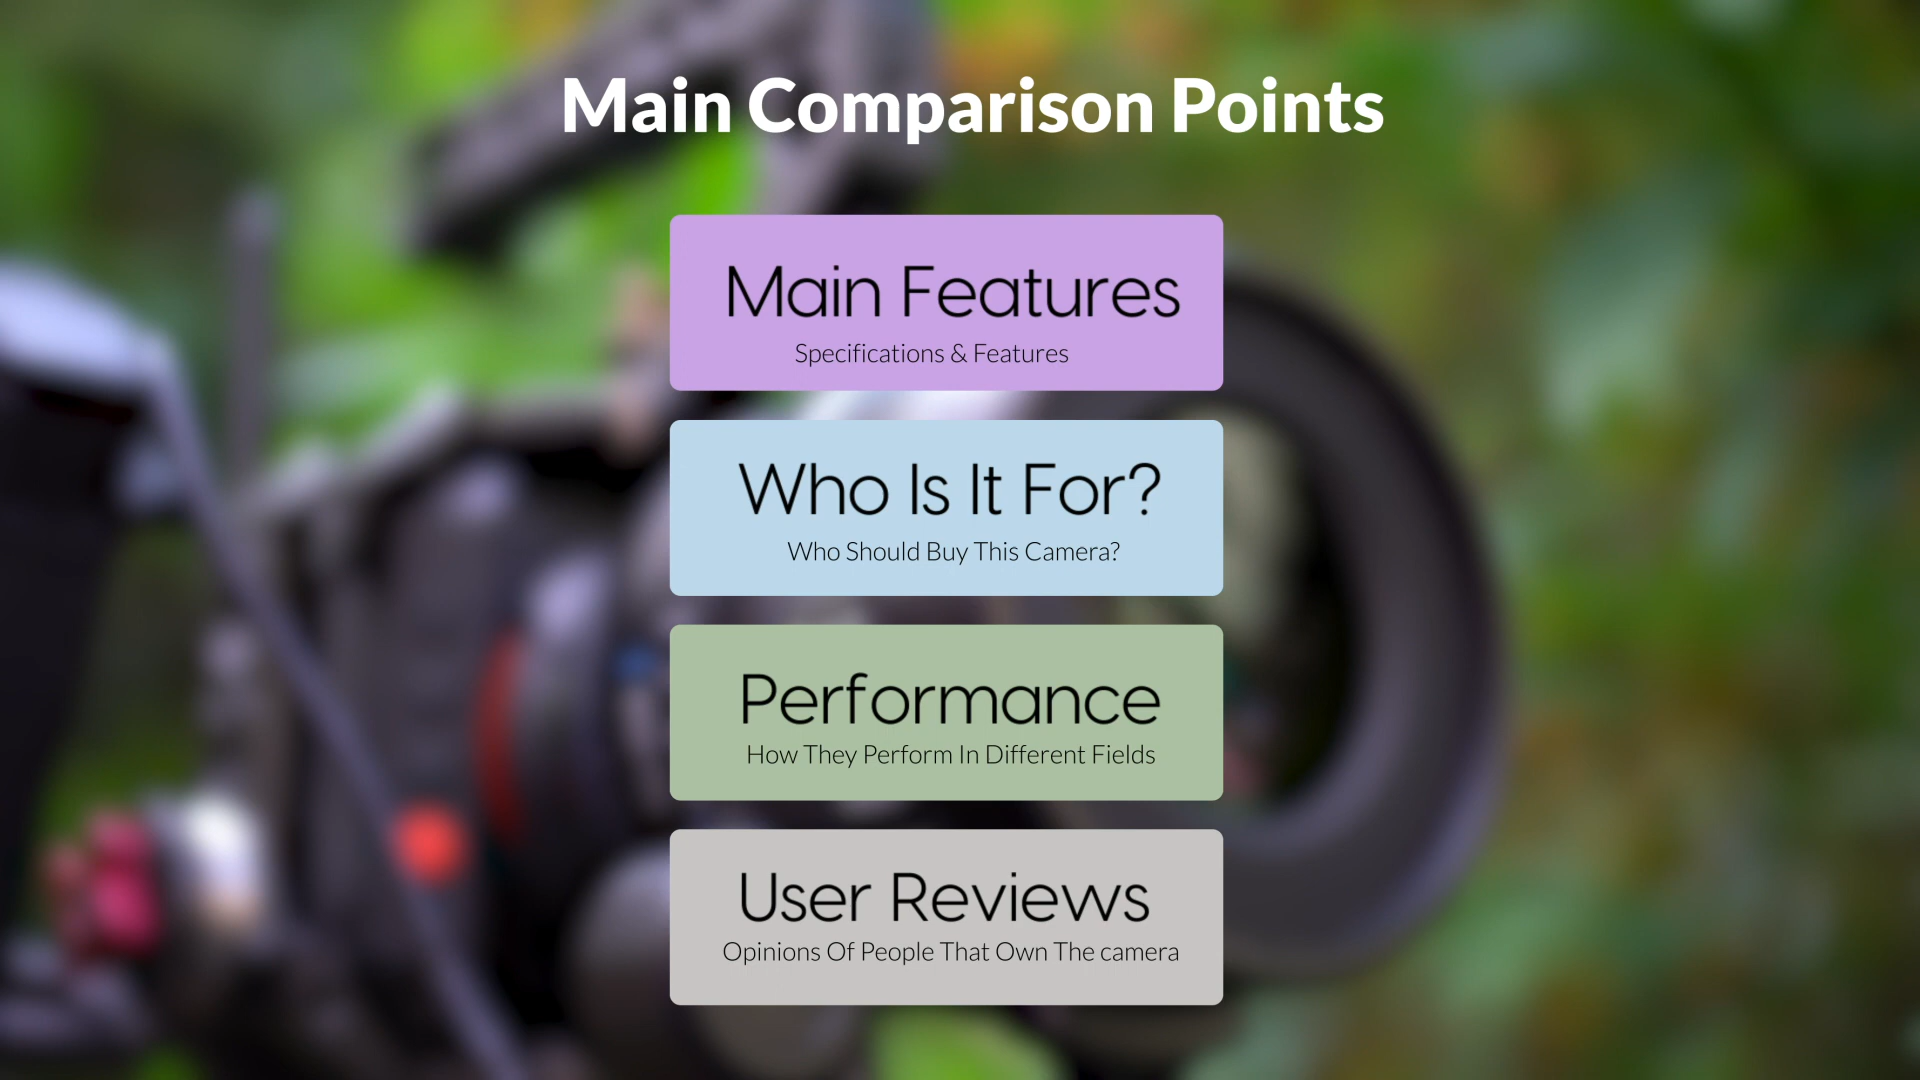 Main Comparison Points
Main Features
Specifications & Features
Who Is It For?
Who Should Buy This Camera?
Performance
How They Perform In Different Fields
User Reviews
Opinions Of People That Own The camera